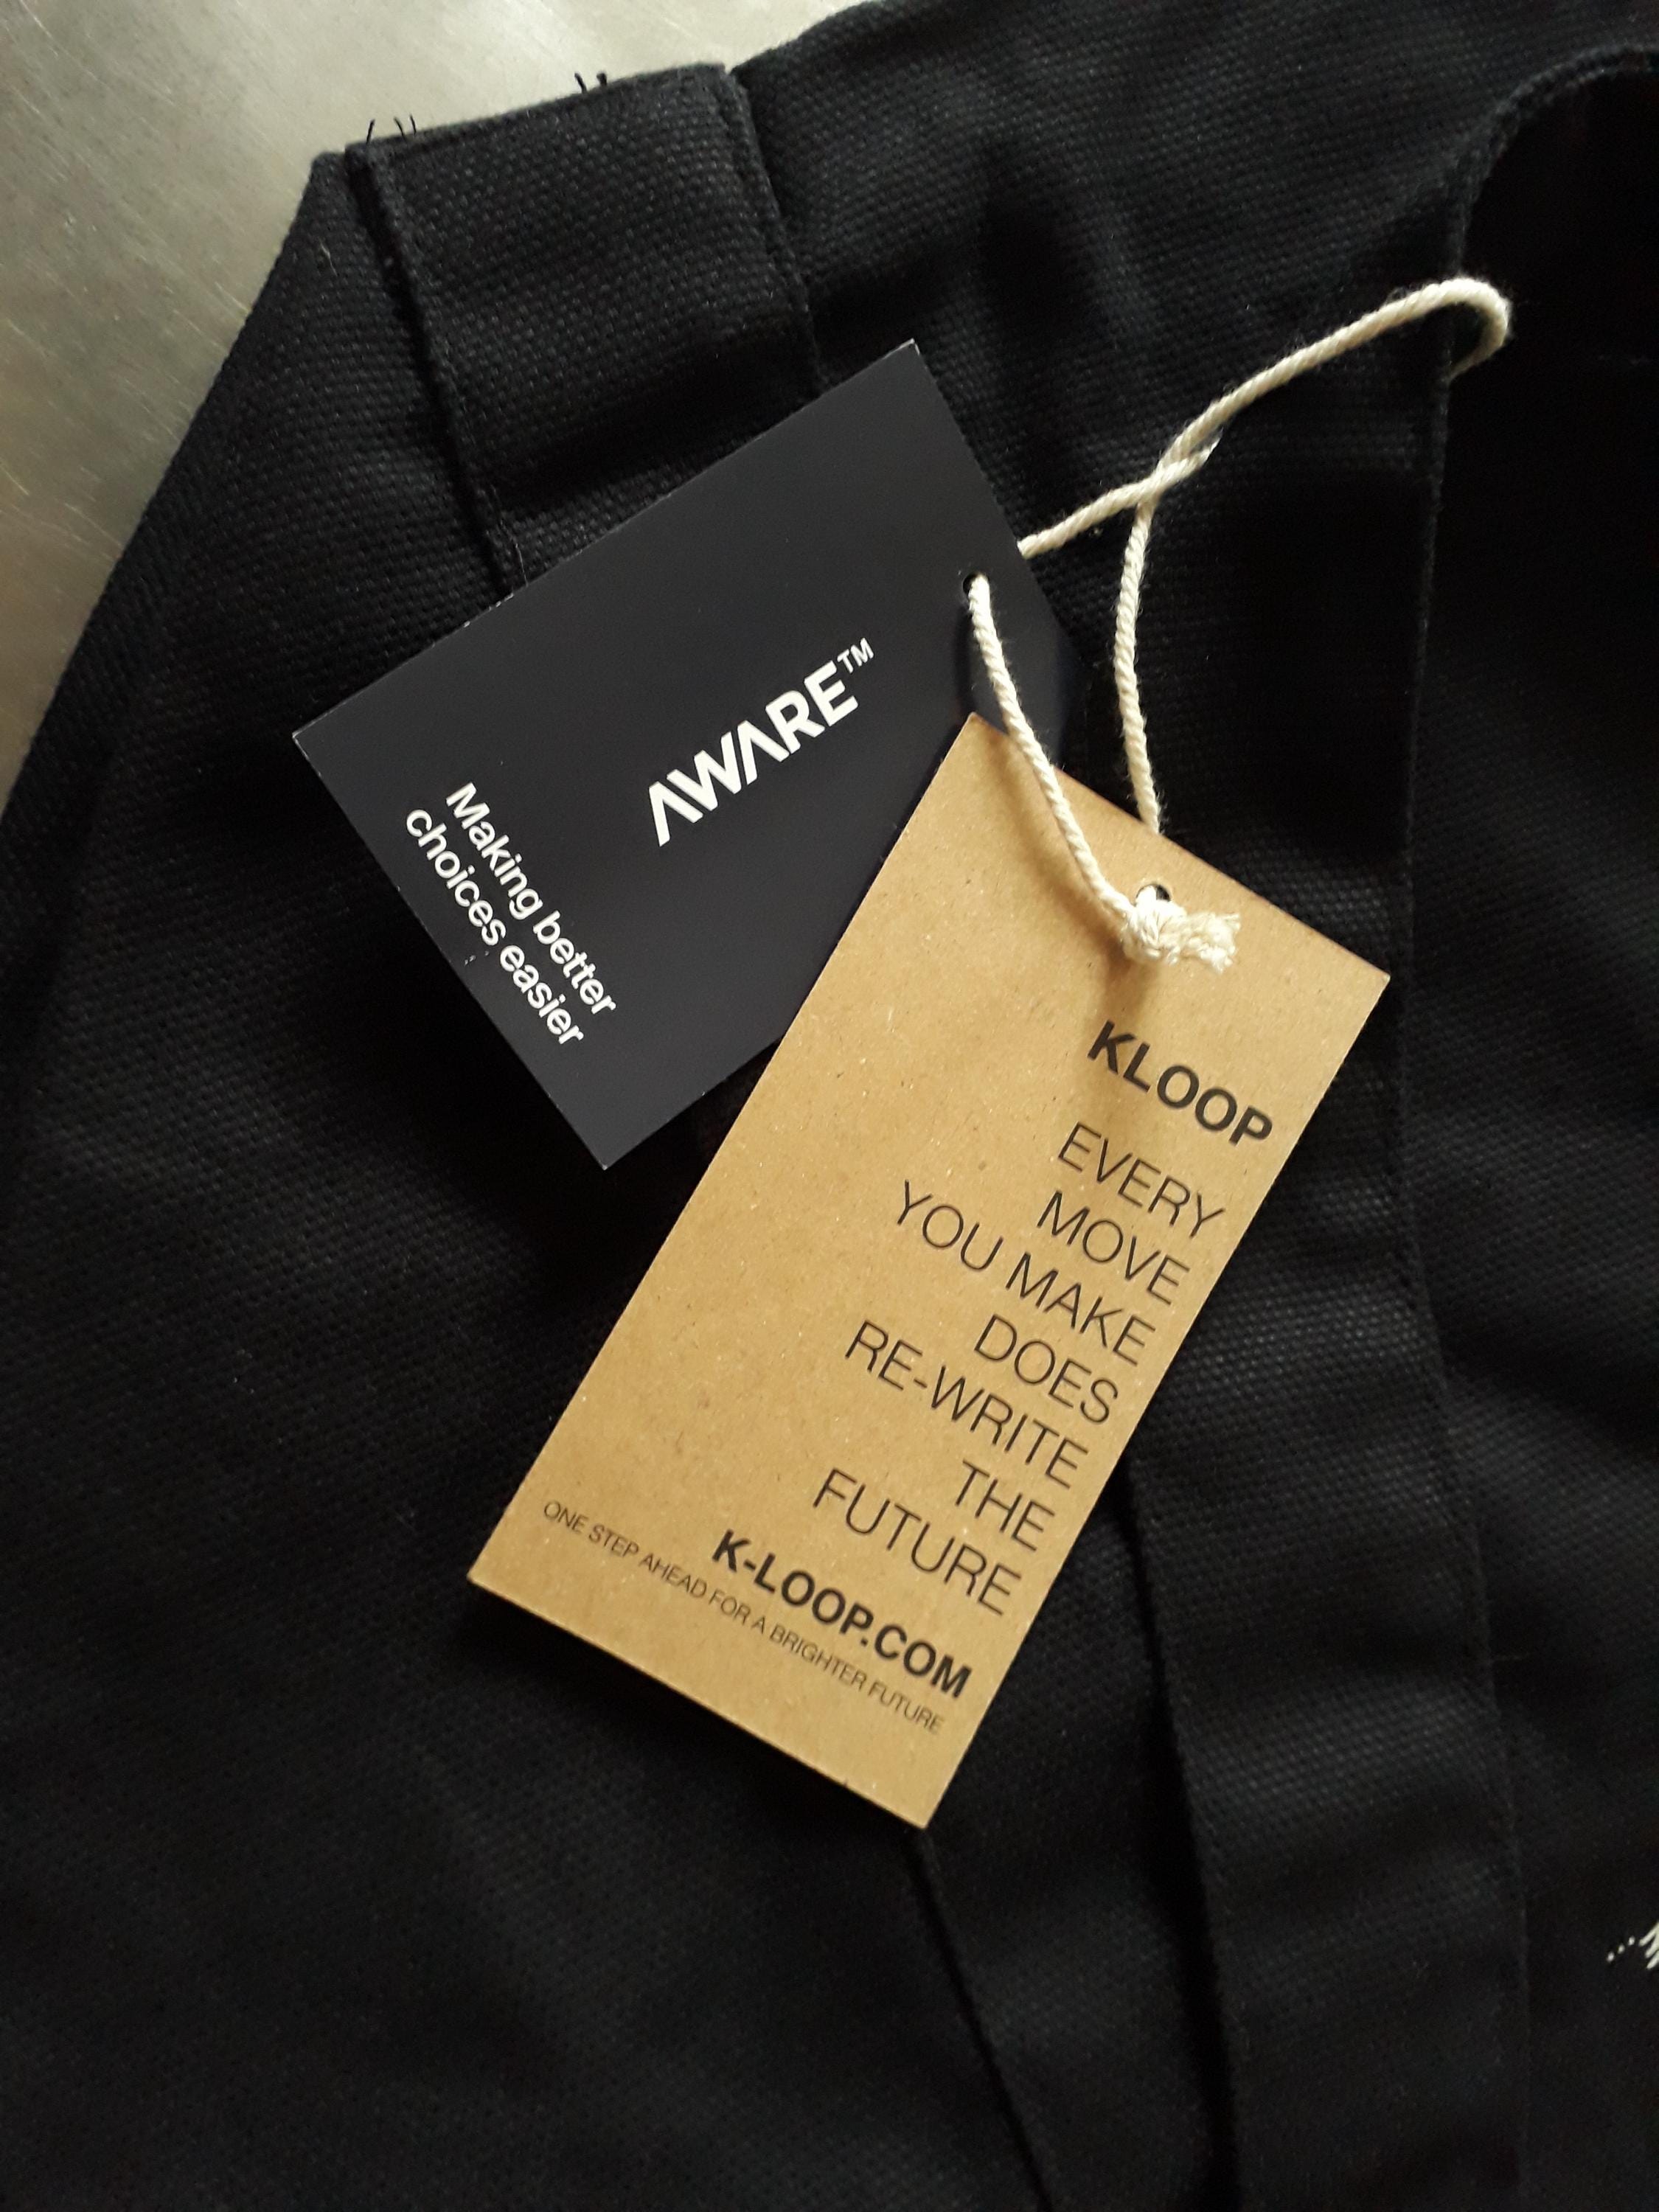 AWARE™
Making better
choices easier
KLOOP
EVERY
MOVE
YOU MAKE
DOES
RE-WRITE
THE
FUTURE
K-LOOP.COM
ONE STEP AHEAD FOR A BRIGHTER FUTURE